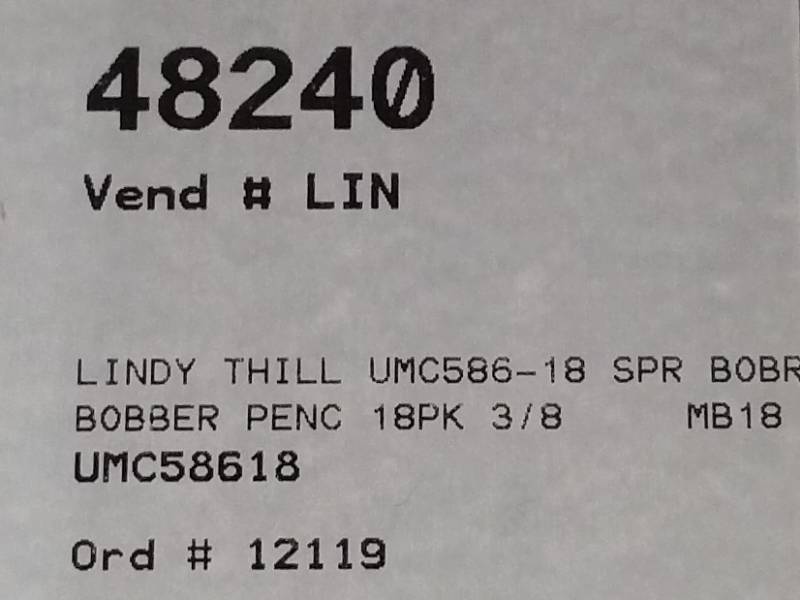 48240
Vend # LIN
LINDY THILL UMC586-18 SPR BOBR
BOBBER PENC 18PK 3/8 MB18
UMC58618
Ord # 12119